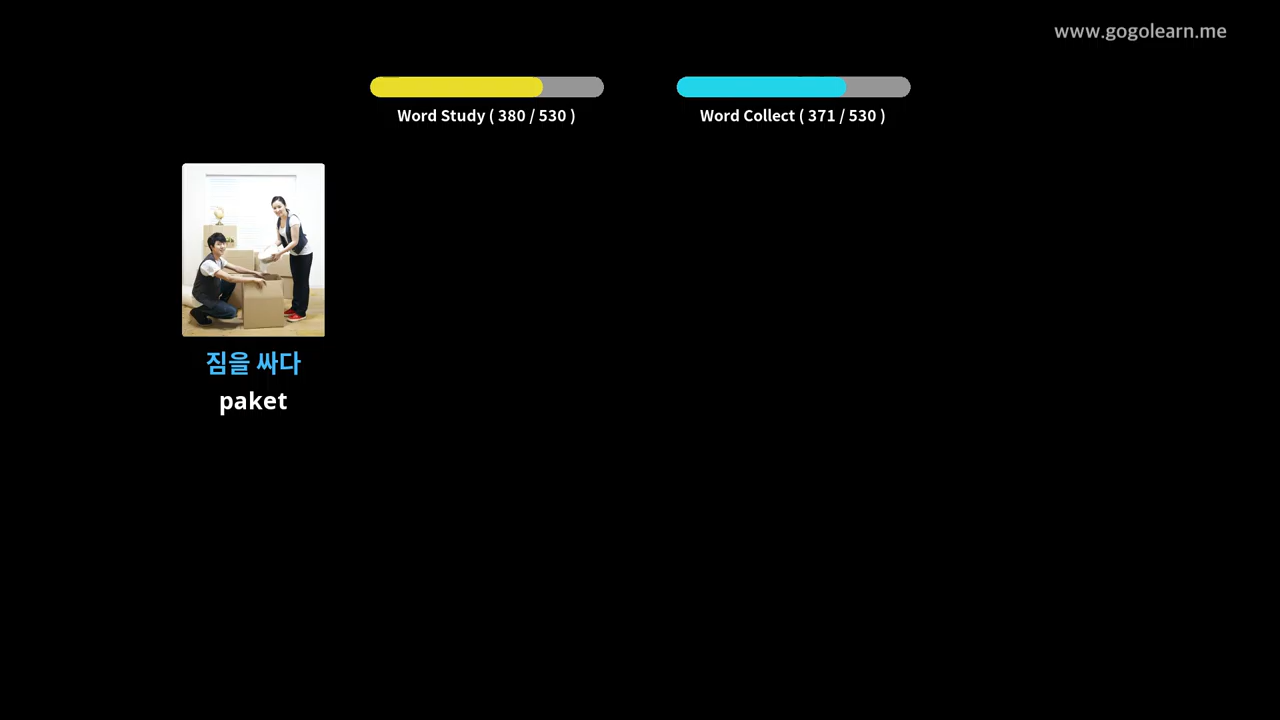 www.gogolearn.me
Word Study ( 380 / 530 )
Word Collect ( 371 / 530 )
짐을 싸다
paket